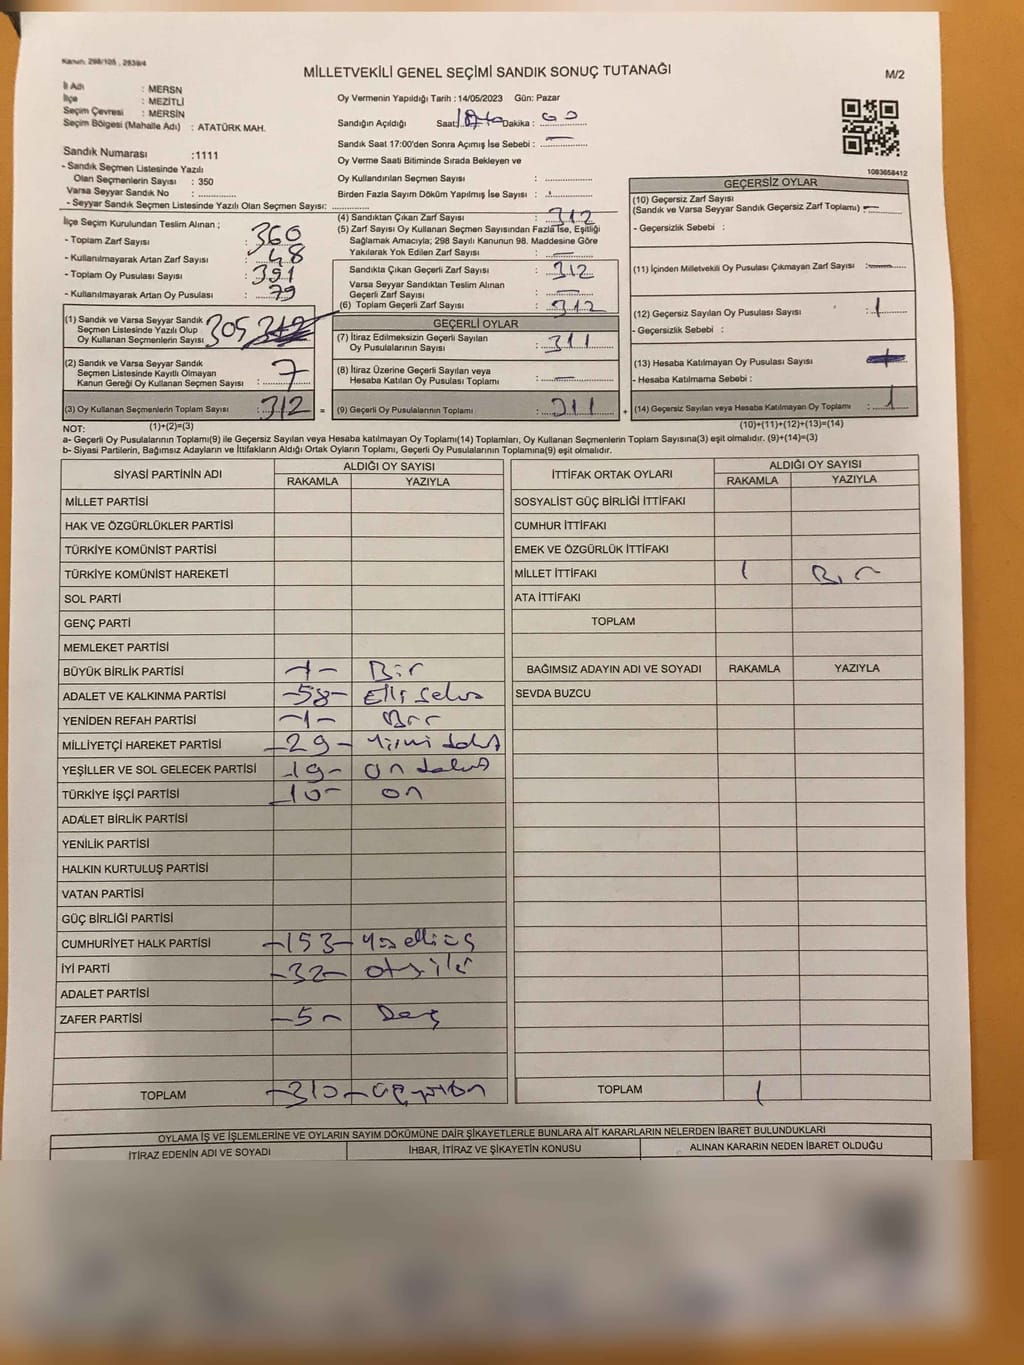 Kanun: 298/105 , 2839/4
MİLLETVEKİLİ GENEL SEÇİMİ SANDIK SONUÇ TUTANAĞI
M/2
İl Adı : MERSN
İlçe : MEZİTLİ
Seçim Çevresi : MERSİN
Seçim Bölgesi (Mahalle Adı) : ATATÜRK MAH.
Sandık Numarası :1111
- Sandık Seçmen Listesinde Yazılı
Olan Seçmenlerin Sayısı : 350
Varsa Seyyar Sandık No :
- Seyyar Sandık Seçmen Listesinde Yazılı Olan Seçmen Sayısı:
Oy Vermenin Yapıldığı Tarih : 14/05/2023 Gün: Pazar
Sandığın Açıldığı Saat: Dakika :
Sandık Saat 17:00'den Sonra Açımış İse Sebebi : —
Oy Verme Saati Bitiminde Sırada Bekleyen ve
Oy Kullandırılan Seçmen Sayısı :
Birden Fazla Sayım Döküm Yapılmış İse Sayısı :
1083658412
İlçe Seçim Kurulundan Teslim Alınan ;
- Toplam Zarf Sayısı : 360
- Kullanılmayarak Artan Zarf Sayısı : 48
- Toplam Oy Pusulası Sayısı : 391
- Kullanılmayarak Artan Oy Pusulası : 79
(1) Sandık ve Varsa Seyyar Sandık
Seçmen Listesinde Yazılı Olup
Oy Kullanan Seçmenlerin Sayısı 305 312
(2) Sandık ve Varsa Seyyar Sandık
Seçmen Listesinde Kayıtlı Olmayan
Kanun Gereği Oy Kullanan Seçmen Sayısı : 7
(3) Oy Kullanan Seçmenlerin Toplam Sayısı : 312 =
(1)+(2)=(3)
(4) Sandıktan Çıkan Zarf Sayısı : 312
(5) Zarf Sayısı Oy Kullanan Seçmen Sayısından Fazla İse, Eşitliği
Sağlamak Amacıyla; 298 Sayılı Kanunun 98. Maddesine Göre
Yakılarak Yok Edilen Zarf Sayısı : —
Sandıkta Çıkan Geçerli Zarf Sayısı : 312
Varsa Seyyar Sandıktan Teslim Alınan
Geçerli Zarf Sayısı : —
(6) Toplam Geçerli Zarf Sayısı : 312
GEÇERLİ OYLAR
(7) İtiraz Edilmeksizin Geçerli Sayılan
Oy Pusulalarının Sayısı : 311
(8) İtiraz Üzerine Geçerli Sayılan veya
Hesaba Katılan Oy Pusulası Toplamı : —
(9) Geçerli Oy Pusulalarının Toplamı : 311 +
GEÇERSİZ OYLAR
(10) Geçersiz Zarf Sayısı
(Sandık ve Varsa Seyyar Sandık Geçersiz Zarf Toplamı) : —
- Geçersizlik Sebebi :
(11) İçinden Milletvekili Oy Pusulası Çıkmayan Zarf Sayısı : —
(12) Geçersiz Sayılan Oy Pusulası Sayısı : 1
- Geçersizlik Sebebi :
(13) Hesaba Katılmayan Oy Pusulası Sayısı
- Hesaba Katılmama Sebebi :
(14) Geçersiz Sayılan veya Hesaba Katılmayan Oy Toplamı : 1
(10)+(11)+(12)+(13)=(14)
NOT:
a- Geçerli Oy Pusulalarının Toplamı(9) ile Geçersiz Sayılan veya Hesaba katılmayan Oy Toplamı(14) Toplamları, Oy Kullanan Seçmenlerin Toplam Sayısına(3) eşit olmalıdır. (9)+(14)=(3)
b- Siyasi Partilerin, Bağımsız Adayların ve İttifakların Aldığı Ortak Oyların Toplamı, Geçerli Oy Pusulalarının Toplamına(9) eşit olmalıdır.
SİYASİ PARTİNİN ADI ALDIĞI OY SAYISI
RAKAMLA YAZIYLA
MİLLET PARTİSİ
HAK VE ÖZGÜRLÜKLER PARTİSİ
TÜRKİYE KOMÜNİST PARTİSİ
TÜRKİYE KOMÜNİST HAREKETİ
SOL PARTİ
GENÇ PARTİ
MEMLEKET PARTİSİ
BÜYÜK BİRLİK PARTİSİ -1- Bir
ADALET VE KALKINMA PARTİSİ -58- Elli sekiz
YENİDEN REFAH PARTİSİ -1- Bir
MİLLİYETÇİ HAREKET PARTİSİ -29- Yirmi dokuz
YEŞİLLER VE SOL GELECEK PARTİSİ -19- on dokuz
TÜRKİYE İŞÇİ PARTİSİ -10- on
ADALET BİRLİK PARTİSİ
YENİLİK PARTİSİ
HALKIN KURTULUŞ PARTİSİ
VATAN PARTİSİ
GÜÇ BİRLİĞİ PARTİSİ
CUMHURİYET HALK PARTİSİ -153- Yüzelliüç
İYİ PARTİ -32- otuziki
ADALET PARTİSİ
ZAFER PARTİSİ -5- Beş
TOPLAM -310- üçyüzon
İTTİFAK ORTAK OYLARI ALDIĞI OY SAYISI
RAKAMLA YAZIYLA
SOSYALİST GÜÇ BİRLİĞİ İTTİFAKI
CUMHUR İTTİFAKI
EMEK VE ÖZGÜRLÜK İTTİFAKI
MİLLET İTTİFAKI 1 Bir
ATA İTTİFAKI
TOPLAM
BAĞIMSIZ ADAYIN ADI VE SOYADI RAKAMLA YAZIYLA
SEVDA BUZCU
TOPLAM 1
OYLAMA İŞ VE İŞLEMLERİNE VE OYLARIN SAYIM DÖKÜMÜNE DAİR ŞİKAYETLERLE BUNLARA AİT KARARLARIN NELERDEN İBARET BULUNDUKLARI
İTİRAZ EDENİN ADI VE SOYADI İHBAR, İTİRAZ VE ŞİKAYETİN KONUSU ALINAN KARARIN NEDEN İBARET OLDUĞU